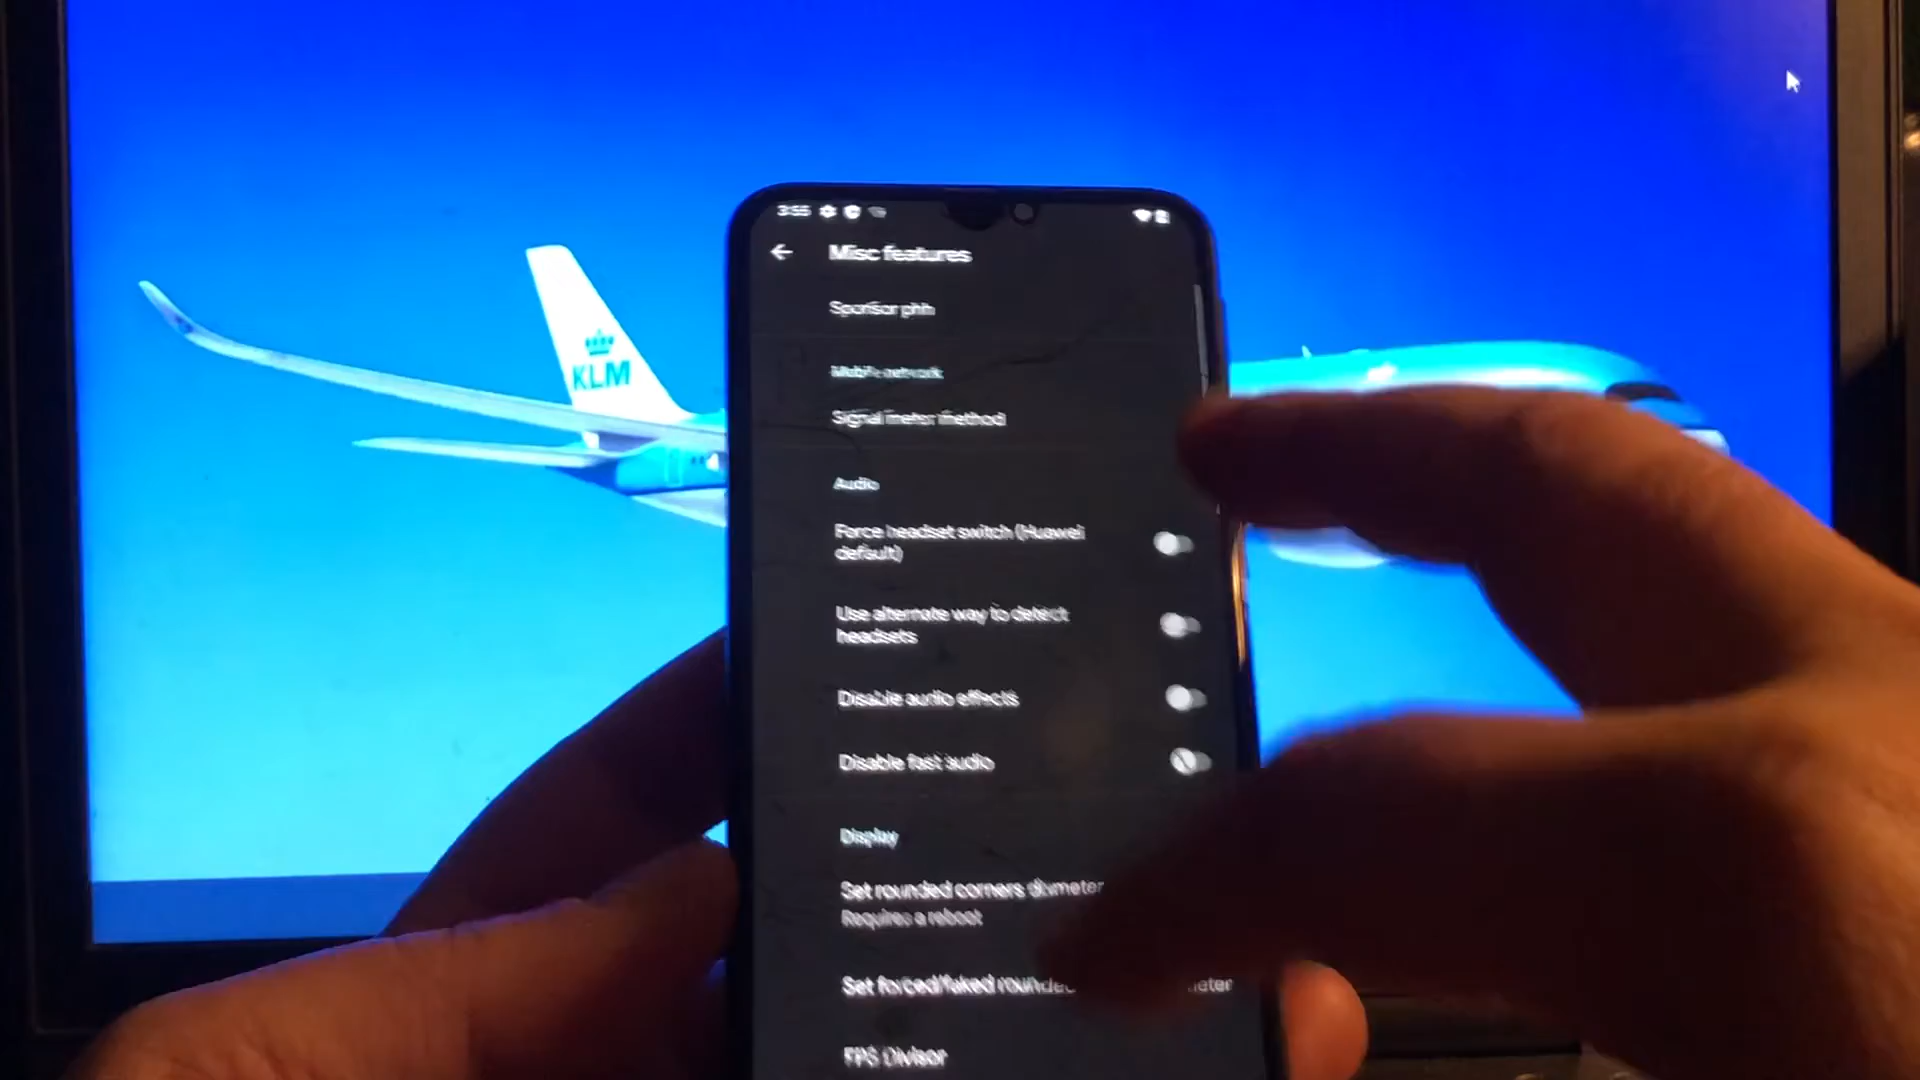 3:55
Misc features
Sponsor phh
Mobile network
Signal meter method
Audio
Force headset switch (Huawei
default)
Use alternate way to detect
headsets
Disable audio effects
Disable fast audio
Display
Set rounded corners diameter
Requires a reboot
Set forced/faked rounded
FPS Divisor
KLM